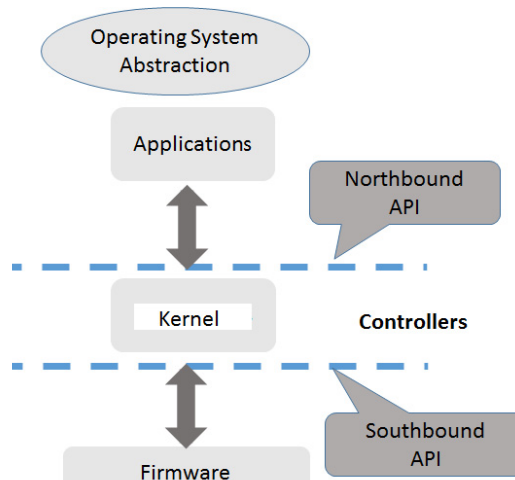 Operating System
Abstraction
Applications
Northbound
API
Kernel
Controllers
Southbound
API
Firmware